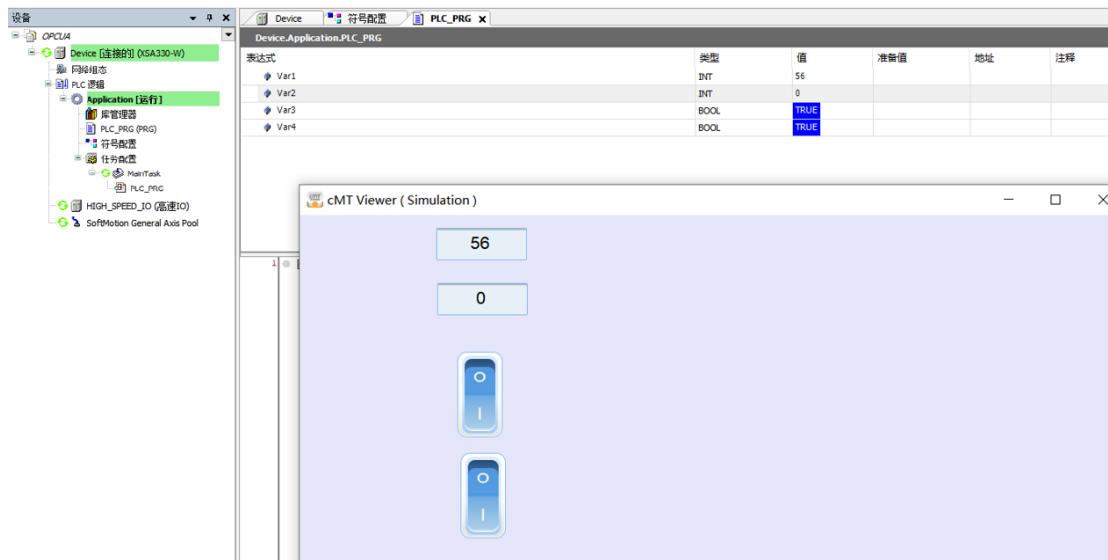 设备
OPCUA
Device [连接的] (XSA330-W)
网络组态
PLC 逻辑
Application [运行]
库管理器
PLC_PRG (PRG)
符号配置
任务配置
MainTask
PLC_PRG
HIGH_SPEED_IO (高速IO)
SoftMotion General Axis Pool
Device 符号配置 PLC_PRG
Device.Application.PLC_PRG
表达式 类型 值 准备值 地址 注释
Var1 INT 56
Var2 INT 0
Var3 BOOL TRUE
Var4 BOOL TRUE
1
cMT Viewer ( Simulation )
56
0
O
I
O
I